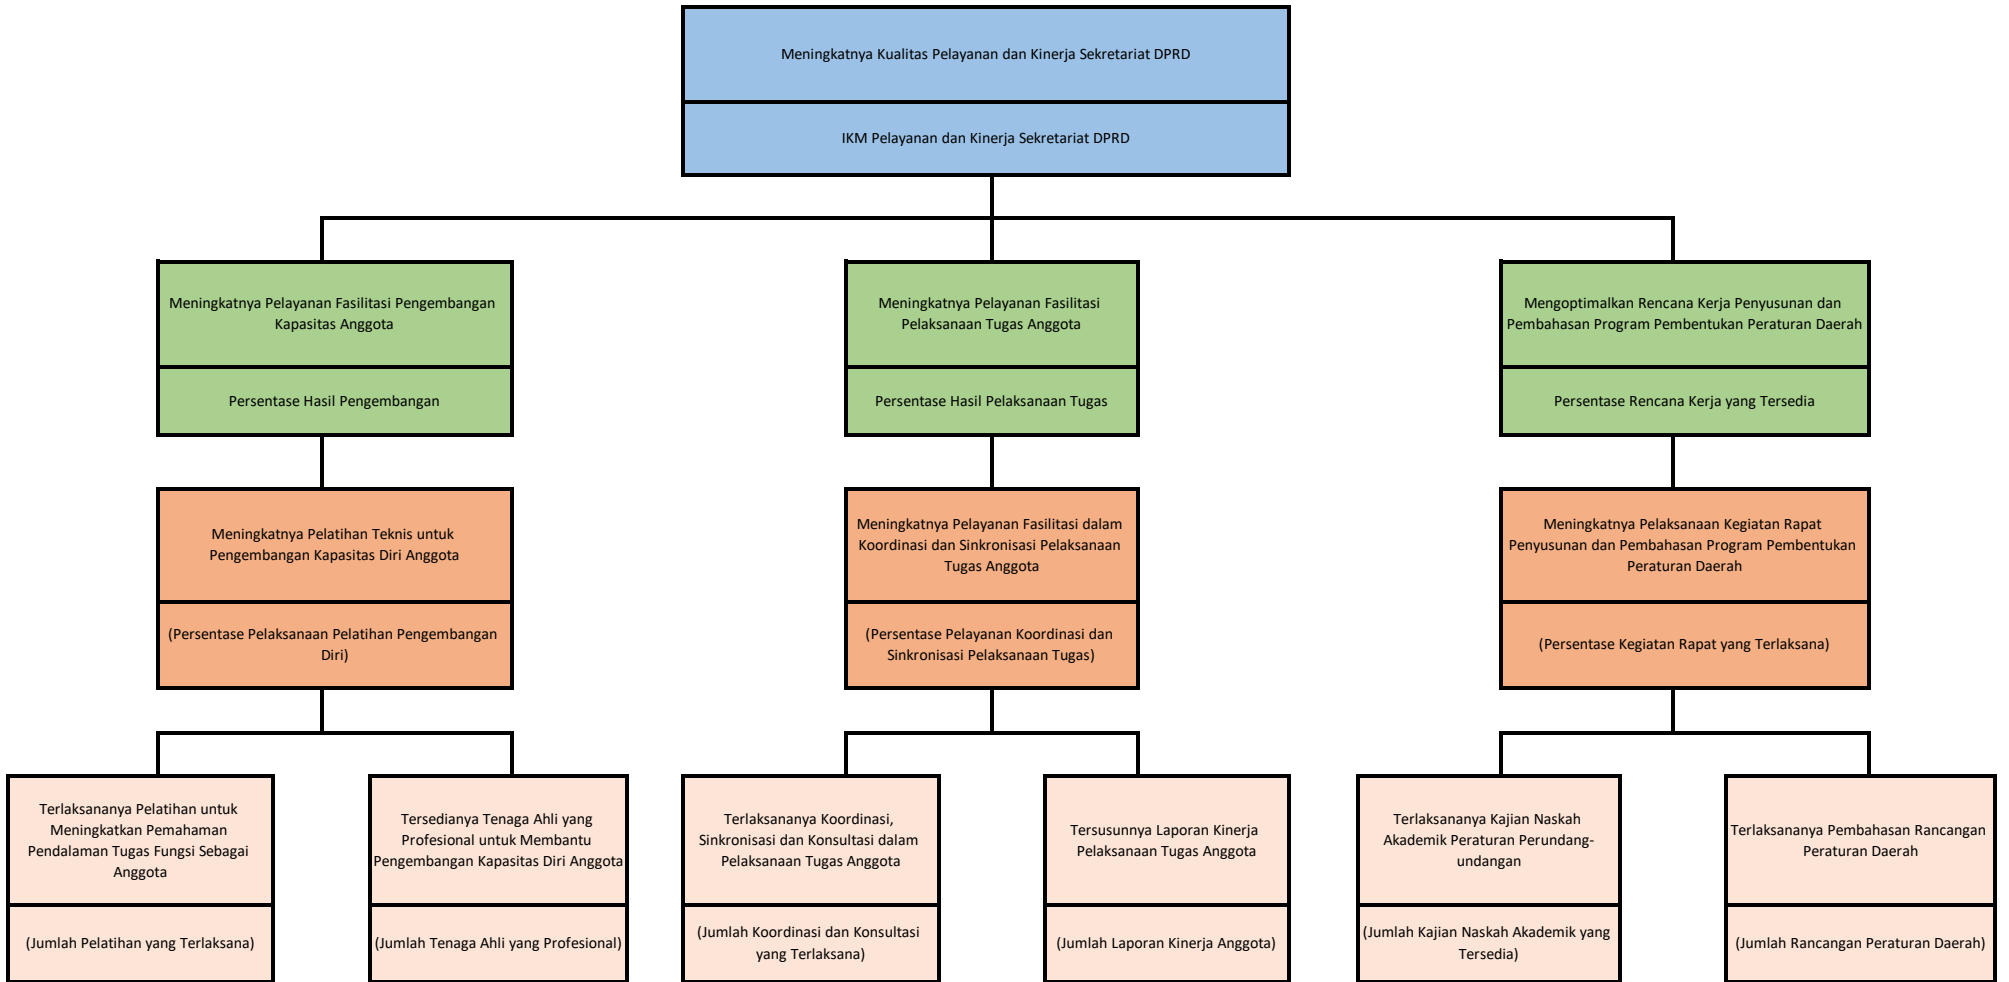 Meningkatnya Kualitas Pelayanan dan Kinerja Sekretariat DPRD
IKM Pelayanan dan Kinerja Sekretariat DPRD
Meningkatnya Pelayanan Fasilitasi Pengembangan
Kapasitas Anggota
Persentase Hasil Pengembangan
Meningkatnya Pelayanan Fasilitasi
Pelaksanaan Tugas Anggota
Persentase Hasil Pelaksanaan Tugas
Mengoptimalkan Rencana Kerja Penyusunan dan
Pembahasan Program Pembentukan Peraturan Daerah
Persentase Rencana Kerja yang Tersedia
Meningkatnya Pelatihan Teknis untuk
Pengembangan Kapasitas Diri Anggota
(Persentase Pelaksanaan Pelatihan Pengembangan
Diri)
Meningkatnya Pelayanan Fasilitasi dalam
Koordinasi dan Sinkronisasi Pelaksanaan
Tugas Anggota
(Persentase Pelayanan Koordinasi dan
Sinkronisasi Pelaksanaan Tugas)
Meningkatnya Pelaksanaan Kegiatan Rapat
Penyusunan dan Pembahasan Program Pembentukan
Peraturan Daerah
(Persentase Kegiatan Rapat yang Terlaksana)
Terlaksananya Pelatihan untuk
Meningkatkan Pemahaman
Pendalaman Tugas Fungsi Sebagai
Anggota
(Jumlah Pelatihan yang Terlaksana)
Tersedianya Tenaga Ahli yang
Profesional untuk Membantu
Pengembangan Kapasitas Diri Anggota
(Jumlah Tenaga Ahli yang Profesional)
Terlaksananya Koordinasi,
Sinkronisasi dan Konsultasi dalam
Pelaksanaan Tugas Anggota
(Jumlah Koordinasi dan Konsultasi
yang Terlaksana)
Tersusunnya Laporan Kinerja
Pelaksanaan Tugas Anggota
(Jumlah Laporan Kinerja Anggota)
Terlaksananya Kajian Naskah
Akademik Peraturan Perundang-
undangan
(Jumlah Kajian Naskah Akademik yang
Tersedia)
Terlaksananya Pembahasan Rancangan
Peraturan Daerah
(Jumlah Rancangan Peraturan Daerah)